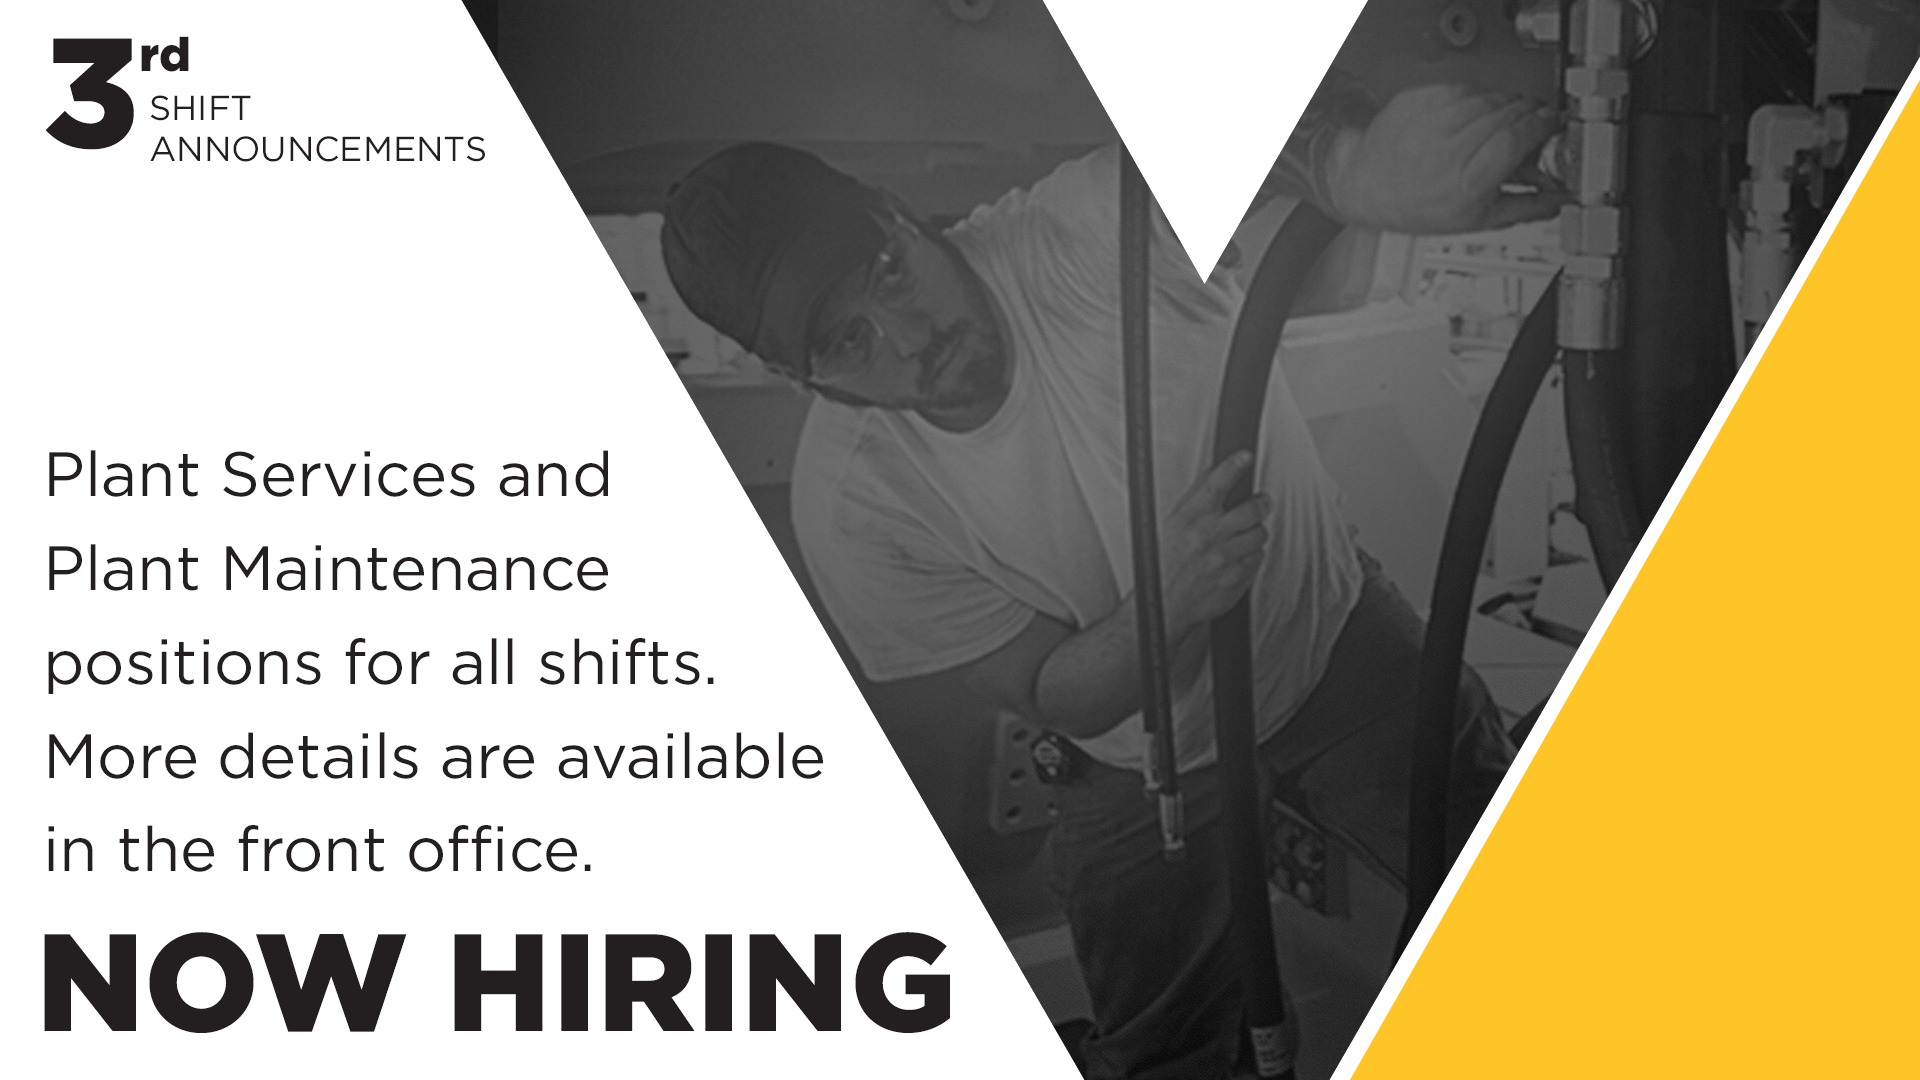 3rd
SHIFT
ANNOUNCEMENTS
Plant Services and
Plant Maintenance
positions for all shifts.
More details are available
in the front office.
NOW HIRING